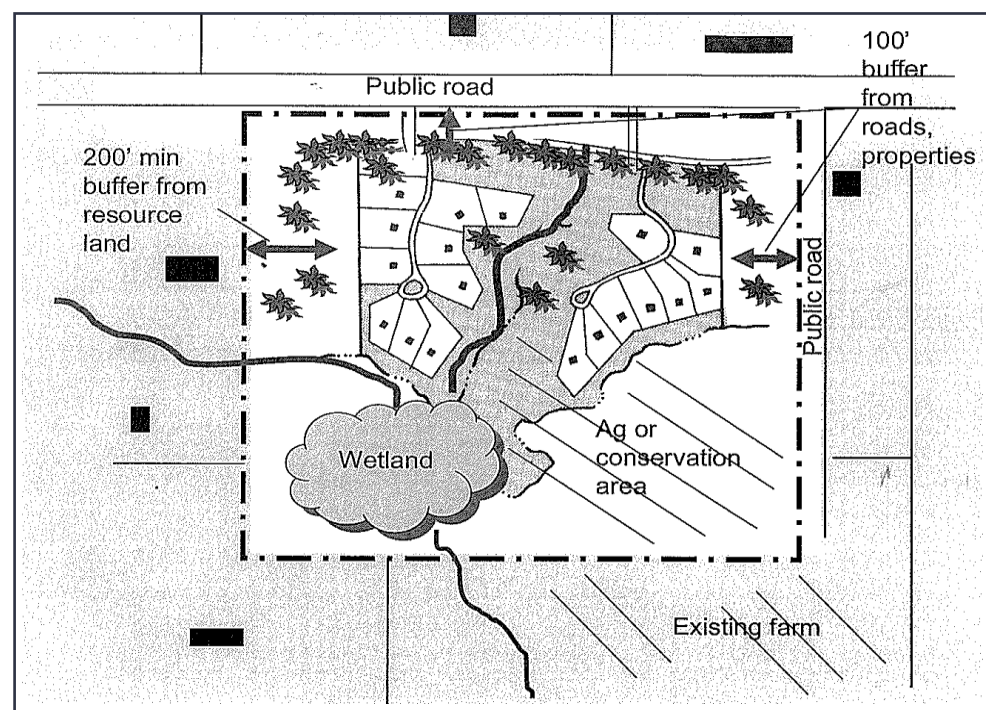 Public road
100'
buffer
from
roads,
properties
200' min
buffer from
resource
land
Public road
Wetland
Ag or
conservation
area
Existing farm